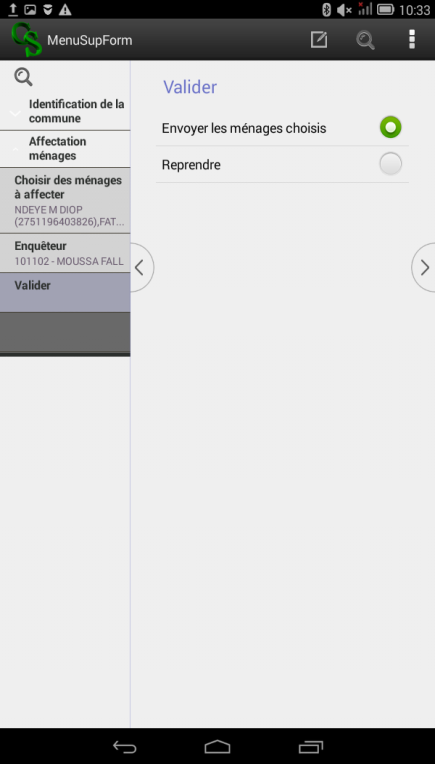 10:33
CS MenuSupForm
Identification de la
commune
Affectation
ménages
Choisir des ménages
à affecter
NDEYE M DIOP
(2751196403826),FAT...
Enquêteur
101102 - MOUSSA FALL
Valider
Valider
Envoyer les ménages choisis
Reprendre